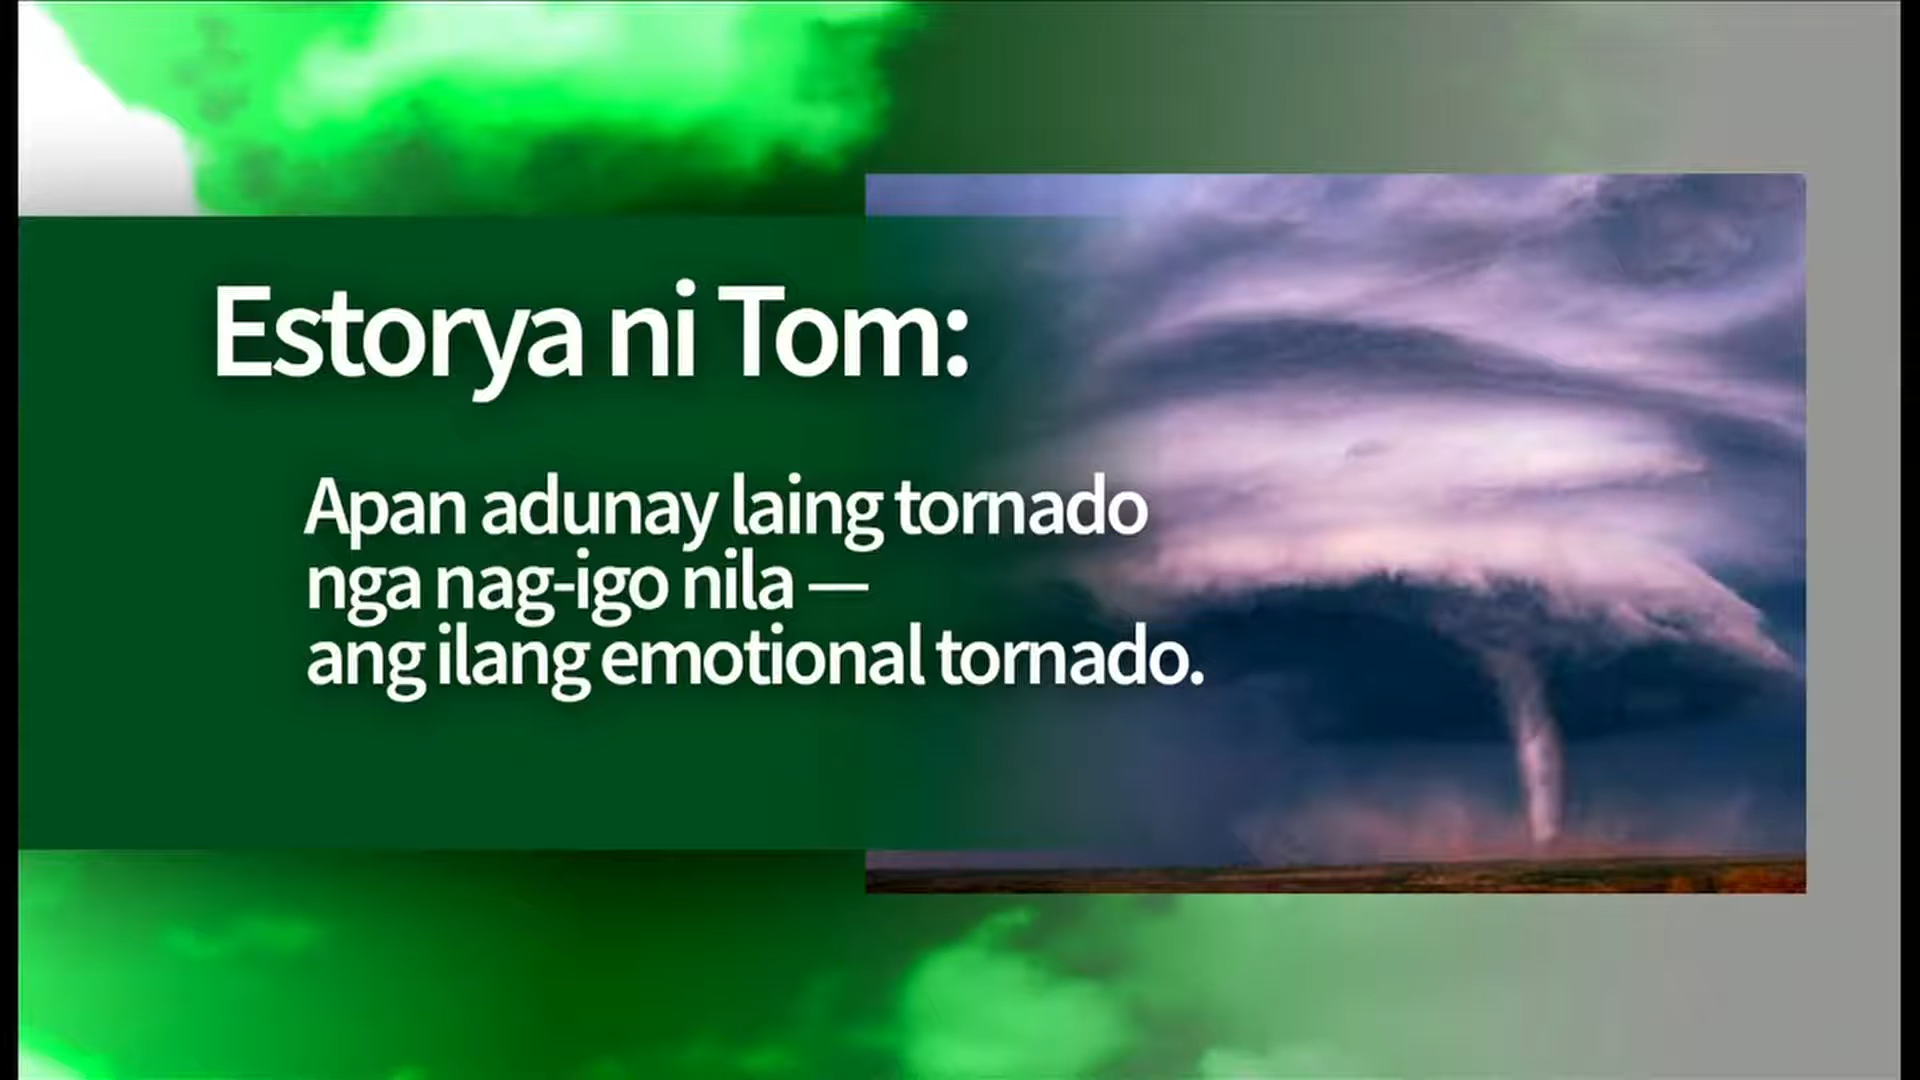 Estorya ni Tom:
Apan adunay laing tornado
nga nag-igo nila —
ang ilang emotional tornado.